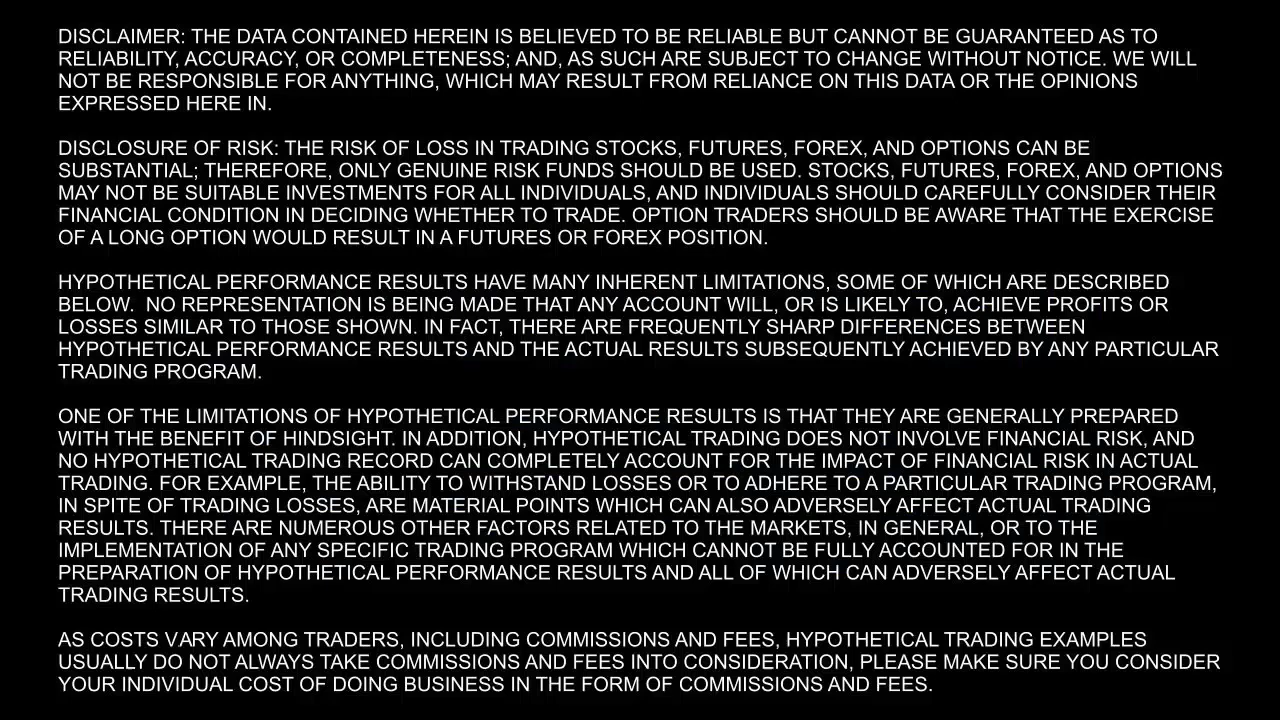 DISCLAIMER: THE DATA CONTAINED HEREIN IS BELIEVED TO BE RELIABLE BUT CANNOT BE GUARANTEED AS TO
RELIABILITY, ACCURACY, OR COMPLETENESS; AND, AS SUCH ARE SUBJECT TO CHANGE WITHOUT NOTICE. WE WILL
NOT BE RESPONSIBLE FOR ANYTHING, WHICH MAY RESULT FROM RELIANCE ON THIS DATA OR THE OPINIONS
EXPRESSED HERE IN.
DISCLOSURE OF RISK: THE RISK OF LOSS IN TRADING STOCKS, FUTURES, FOREX, AND OPTIONS CAN BE
SUBSTANTIAL; THEREFORE, ONLY GENUINE RISK FUNDS SHOULD BE USED. STOCKS, FUTURES, FOREX, AND OPTIONS
MAY NOT BE SUITABLE INVESTMENTS FOR ALL INDIVIDUALS, AND INDIVIDUALS SHOULD CAREFULLY CONSIDER THEIR
FINANCIAL CONDITION IN DECIDING WHETHER TO TRADE. OPTION TRADERS SHOULD BE AWARE THAT THE EXERCISE
OF A LONG OPTION WOULD RESULT IN A FUTURES OR FOREX POSITION.
HYPOTHETICAL PERFORMANCE RESULTS HAVE MANY INHERENT LIMITATIONS, SOME OF WHICH ARE DESCRIBED
BELOW.  NO REPRESENTATION IS BEING MADE THAT ANY ACCOUNT WILL, OR IS LIKELY TO, ACHIEVE PROFITS OR
LOSSES SIMILAR TO THOSE SHOWN. IN FACT, THERE ARE FREQUENTLY SHARP DIFFERENCES BETWEEN
HYPOTHETICAL PERFORMANCE RESULTS AND THE ACTUAL RESULTS SUBSEQUENTLY ACHIEVED BY ANY PARTICULAR
TRADING PROGRAM.
ONE OF THE LIMITATIONS OF HYPOTHETICAL PERFORMANCE RESULTS IS THAT THEY ARE GENERALLY PREPARED
WITH THE BENEFIT OF HINDSIGHT. IN ADDITION, HYPOTHETICAL TRADING DOES NOT INVOLVE FINANCIAL RISK, AND
NO HYPOTHETICAL TRADING RECORD CAN COMPLETELY ACCOUNT FOR THE IMPACT OF FINANCIAL RISK IN ACTUAL
TRADING. FOR EXAMPLE, THE ABILITY TO WITHSTAND LOSSES OR TO ADHERE TO A PARTICULAR TRADING PROGRAM,
IN SPITE OF TRADING LOSSES, ARE MATERIAL POINTS WHICH CAN ALSO ADVERSELY AFFECT ACTUAL TRADING
RESULTS. THERE ARE NUMEROUS OTHER FACTORS RELATED TO THE MARKETS, IN GENERAL, OR TO THE
IMPLEMENTATION OF ANY SPECIFIC TRADING PROGRAM WHICH CANNOT BE FULLY ACCOUNTED FOR IN THE
PREPARATION OF HYPOTHETICAL PERFORMANCE RESULTS AND ALL OF WHICH CAN ADVERSELY AFFECT ACTUAL
TRADING RESULTS.
AS COSTS VARY AMONG TRADERS, INCLUDING COMMISSIONS AND FEES, HYPOTHETICAL TRADING EXAMPLES
USUALLY DO NOT ALWAYS TAKE COMMISSIONS AND FEES INTO CONSIDERATION, PLEASE MAKE SURE YOU CONSIDER
YOUR INDIVIDUAL COST OF DOING BUSINESS IN THE FORM OF COMMISSIONS AND FEES.